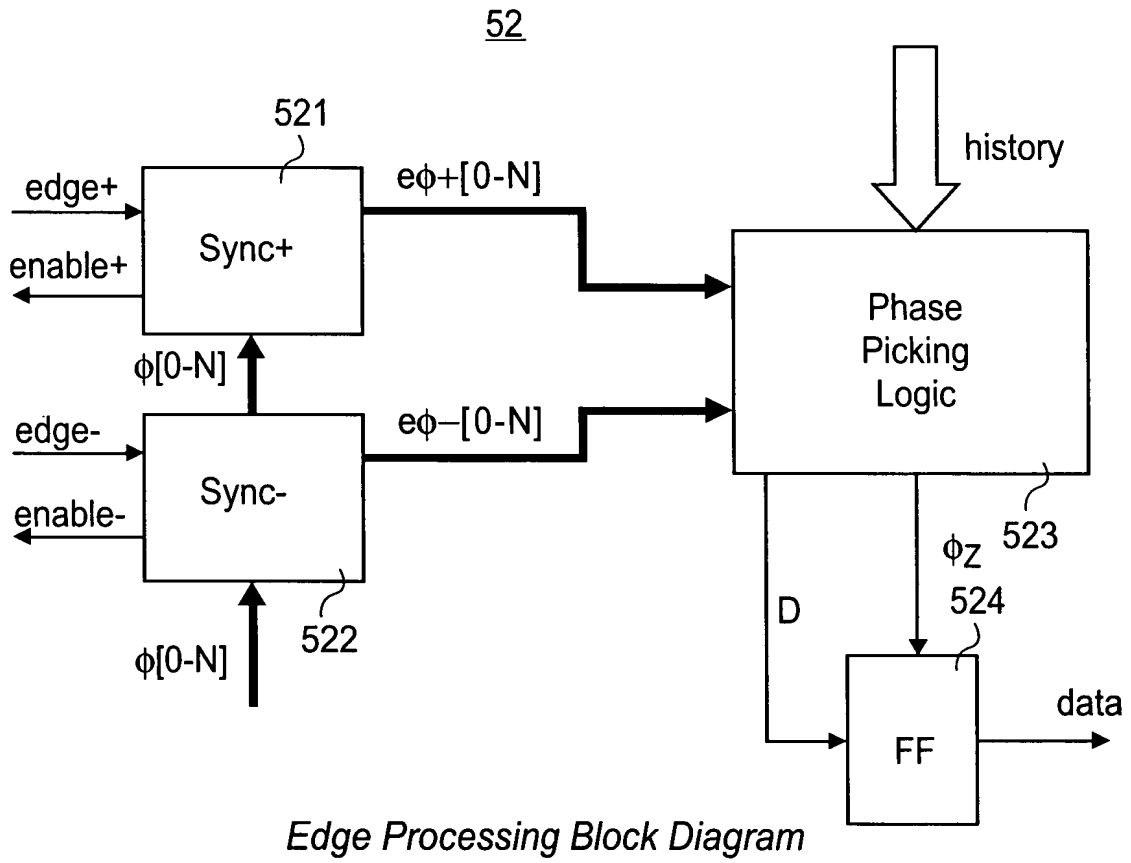 52
521
history
edge+
eϕ+[0-N]
Sync+
enable+
Phase
Picking
Logic
ϕ[0-N]
edge-
eϕ−[0-N]
Sync-
enable-
523
ϕZ
522
524
D
ϕ[0-N]
data
FF
Edge Processing Block Diagram